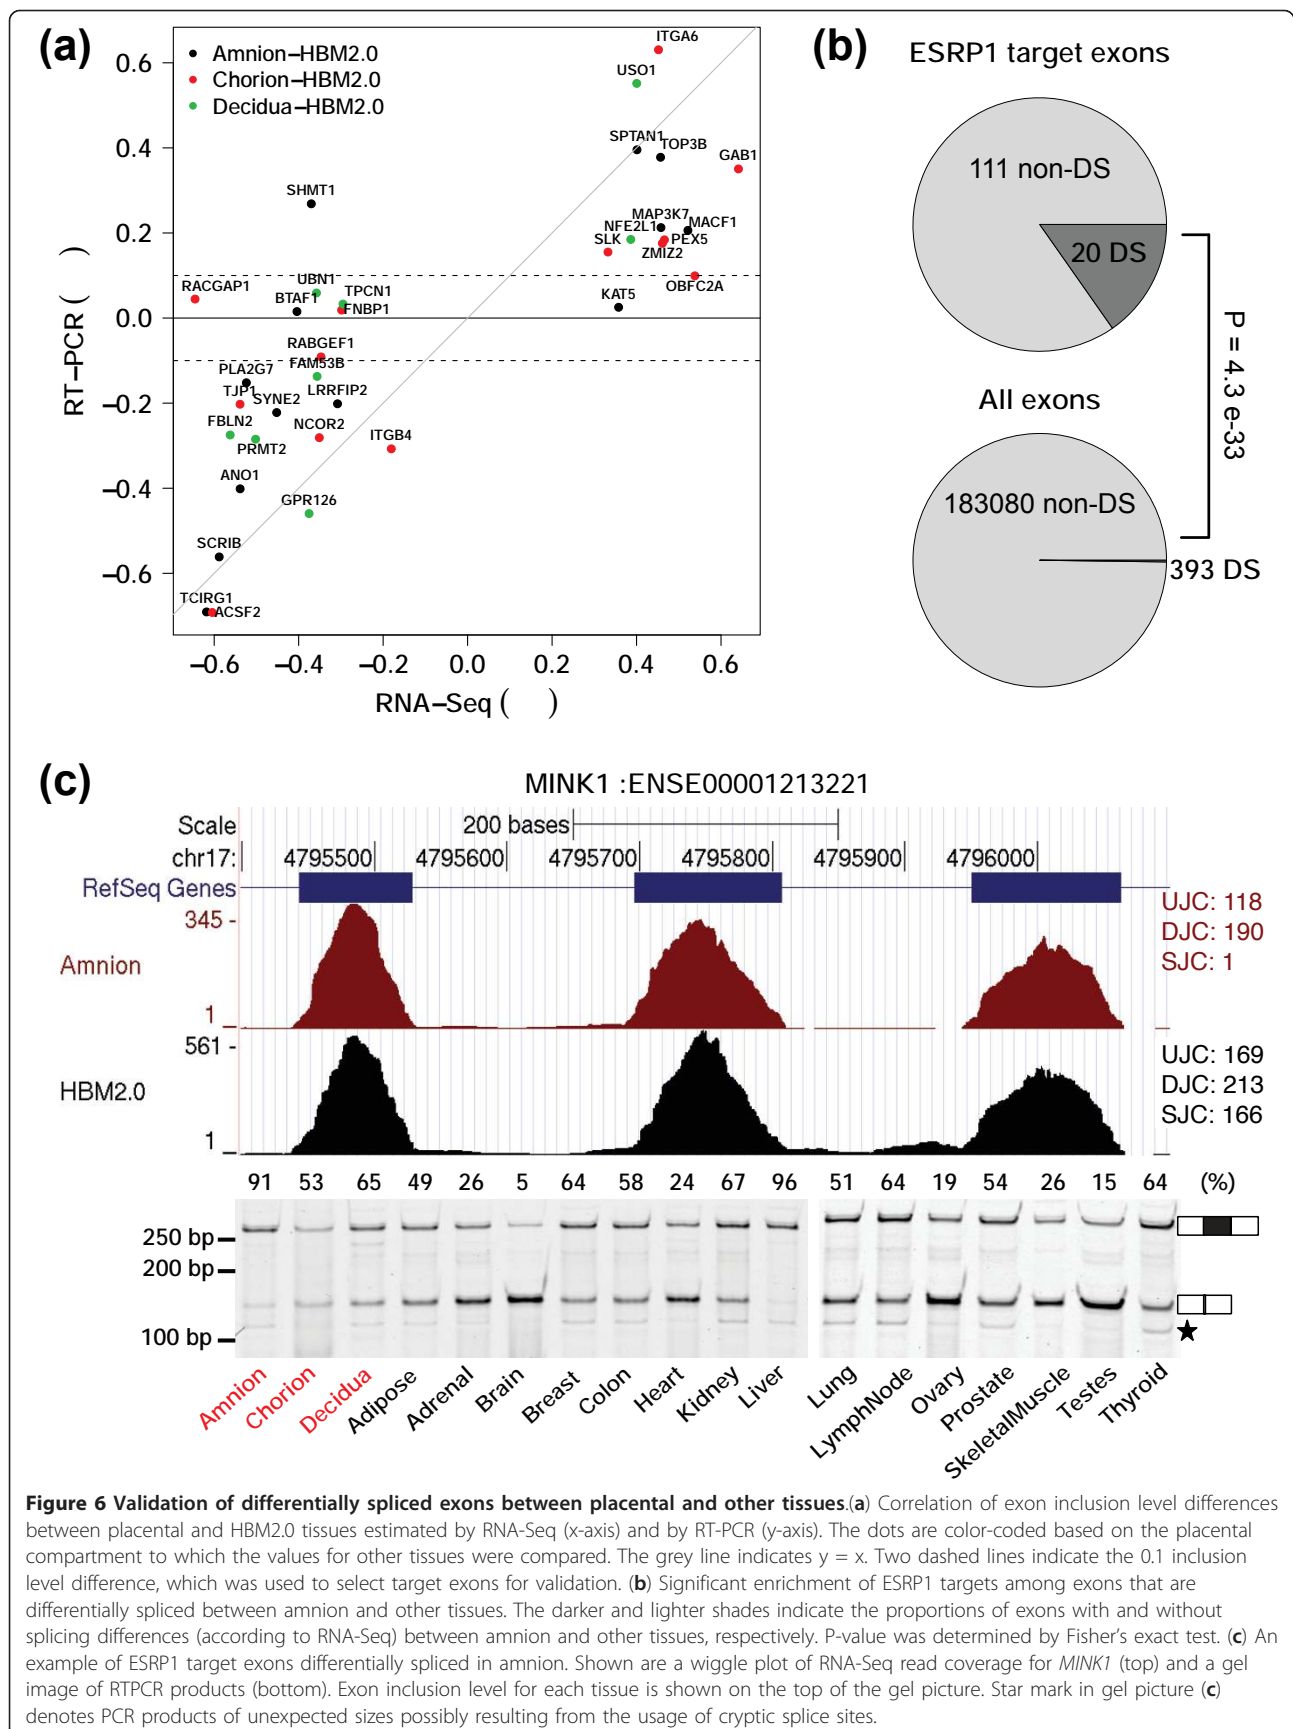 (a)
Amnion–HBM2.0
Chorion–HBM2.0
Decidua–HBM2.0
RT–PCR ( )
0.6
0.4
0.2
0.0
−0.2
−0.4
−0.6
ITGA6
USO1
SPTAN1
TOP3B
GAB1
SHMT1
MAP3K7
MACF1
NFE2L1
SLK
PEX5
ZMIZ2
OBFC2A
RACGAP1
UBN1
TPCN1
BTAF1
FNBP1
KAT5
RABGEF1
FAM53B
PLA2G7
LRRFIP2
TJP1
SYNE2
FBLN2
NCOR2
ITGB4
PRMT2
ANO1
GPR126
SCRIB
TCIRG1
ACSF2
−0.6 −0.4 −0.2 0.0 0.2 0.4 0.6
RNA–Seq ( )
(b)
ESRP1 target exons
111 non-DS
20 DS
P = 4.3 e-33
All exons
183080 non-DS
393 DS
(c)
MINK1 :ENSE00001213221
Scale 200 bases
chr17: 4795500 4795600 4795700 4795800 4795900 4796000
RefSeq Genes
345 -
Amnion
1
UJC: 118
DJC: 190
SJC: 1
561 -
HBM2.0
1
UJC: 169
DJC: 213
SJC: 166
91 53 65 49 26 5 64 58 24 67 96 51 64 19 54 26 15 64 (%)
250 bp
200 bp
100 bp
Amnion Chorion Decidua Adipose Adrenal Brain Breast Colon Heart Kidney Liver Lung LymphNode Ovary Prostate SkeletalMuscle Testes Thyroid
Figure 6 Validation of differentially spliced exons between placental and other tissues.(a) Correlation of exon inclusion level differences
between placental and HBM2.0 tissues estimated by RNA-Seq (x-axis) and by RT-PCR (y-axis). The dots are color-coded based on the placental
compartment to which the values for other tissues were compared. The grey line indicates y = x. Two dashed lines indicate the 0.1 inclusion
level difference, which was used to select target exons for validation. (b) Significant enrichment of ESRP1 targets among exons that are
differentially spliced between amnion and other tissues. The darker and lighter shades indicate the proportions of exons with and without
splicing differences (according to RNA-Seq) between amnion and other tissues, respectively. P-value was determined by Fisher's exact test. (c) An
example of ESRP1 target exons differentially spliced in amnion. Shown are a wiggle plot of RNA-Seq read coverage for MINK1 (top) and a gel
image of RTPCR products (bottom). Exon inclusion level for each tissue is shown on the top of the gel picture. Star mark in gel picture (c)
denotes PCR products of unexpected sizes possibly resulting from the usage of cryptic splice sites.